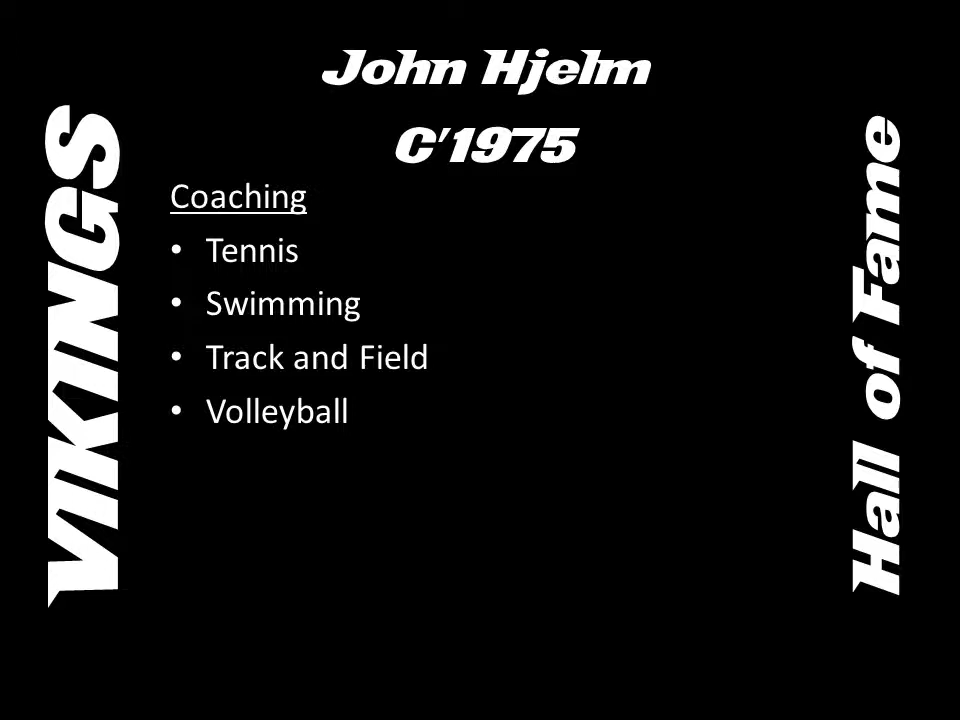 John Hjelm
C'1975
VIKINGS
Coaching
• Tennis
• Swimming
• Track and Field
• Volleyball
Hall of Fame